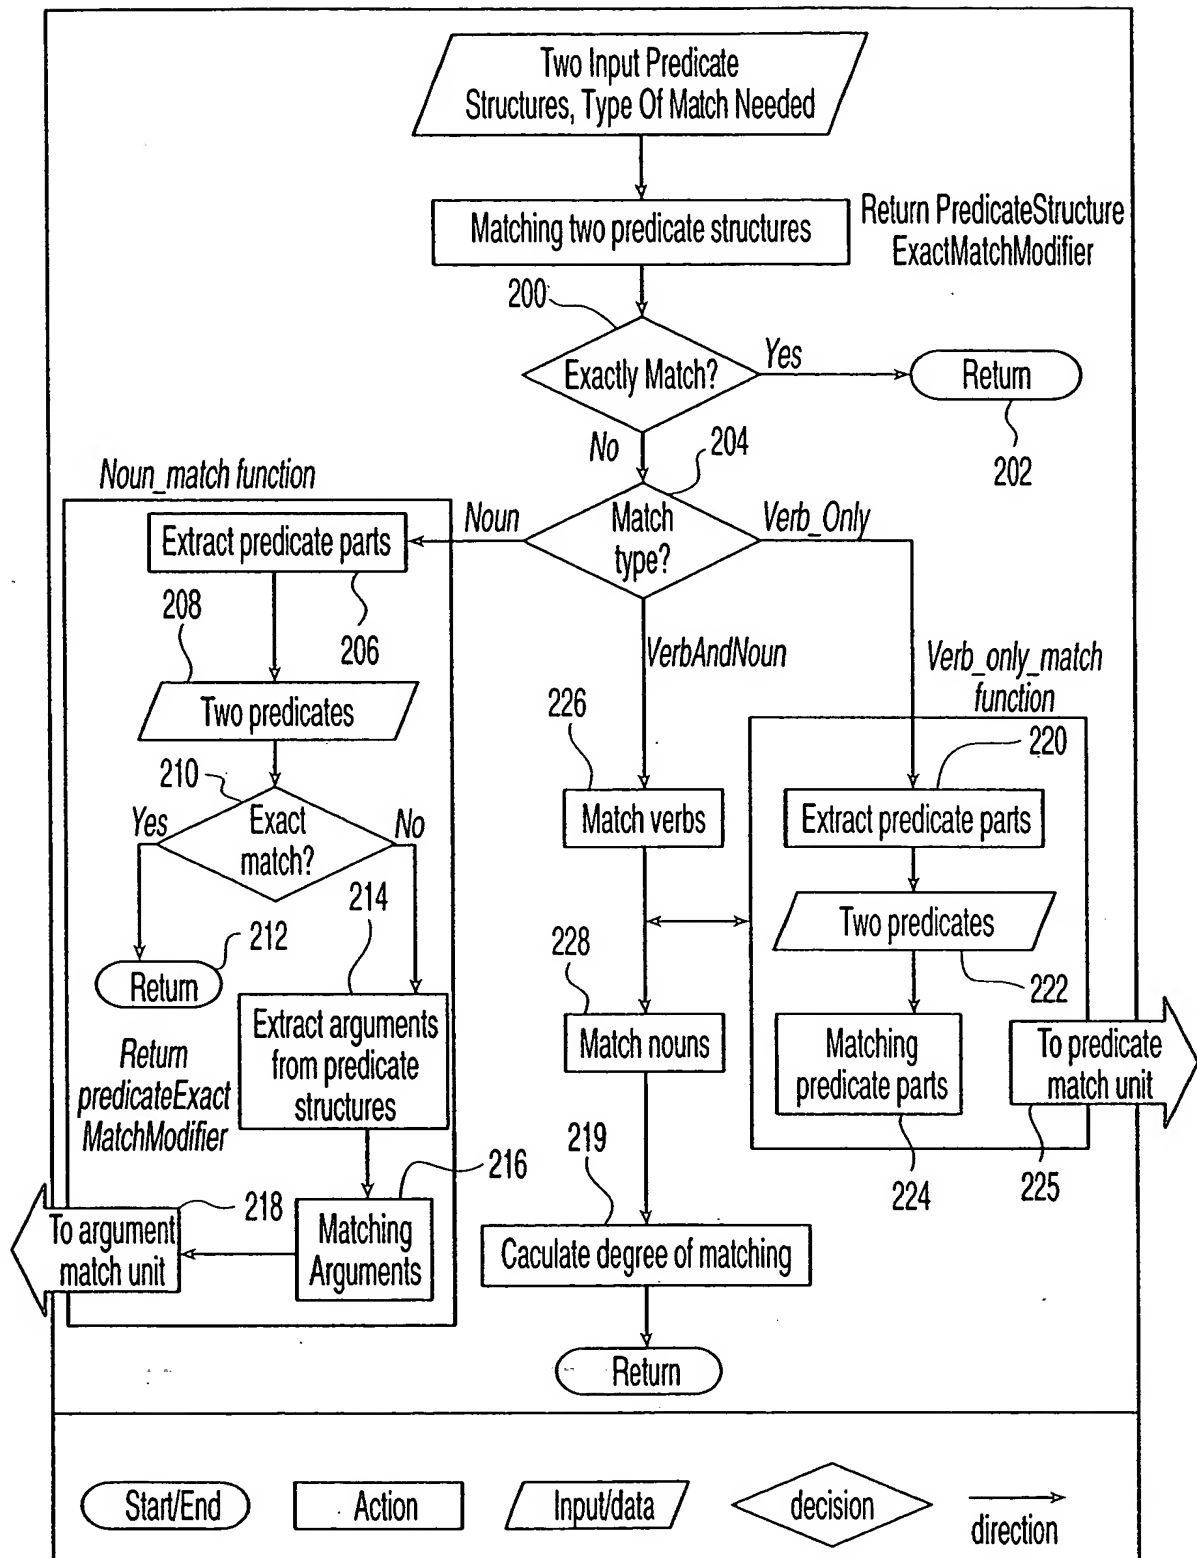 Two Input Predicate
Structures, Type Of Match Needed
Matching two predicate structures
Return PredicateStructure
ExactMatchModifier
200
Exactly Match?
Yes
Return
202
No
204
Noun_match function
Match
type?
Noun
Verb_Only
Extract predicate parts
206
208
VerbAndNoun
Verb_only_match
function
Two predicates
226
220
210
Exact
match?
Yes
No
Match verbs
Extract predicate parts
214
212
Return
Two predicates
222
228
Extract arguments
from predicate
structures
Match nouns
Matching
predicate parts
To predicate
match unit
Return
predicateExact
MatchModifier
219
216
224
225
218
To argument
match unit
Matching
Arguments
Caculate degree of matching
Return
Start/End
Action
Input/data
decision
direction